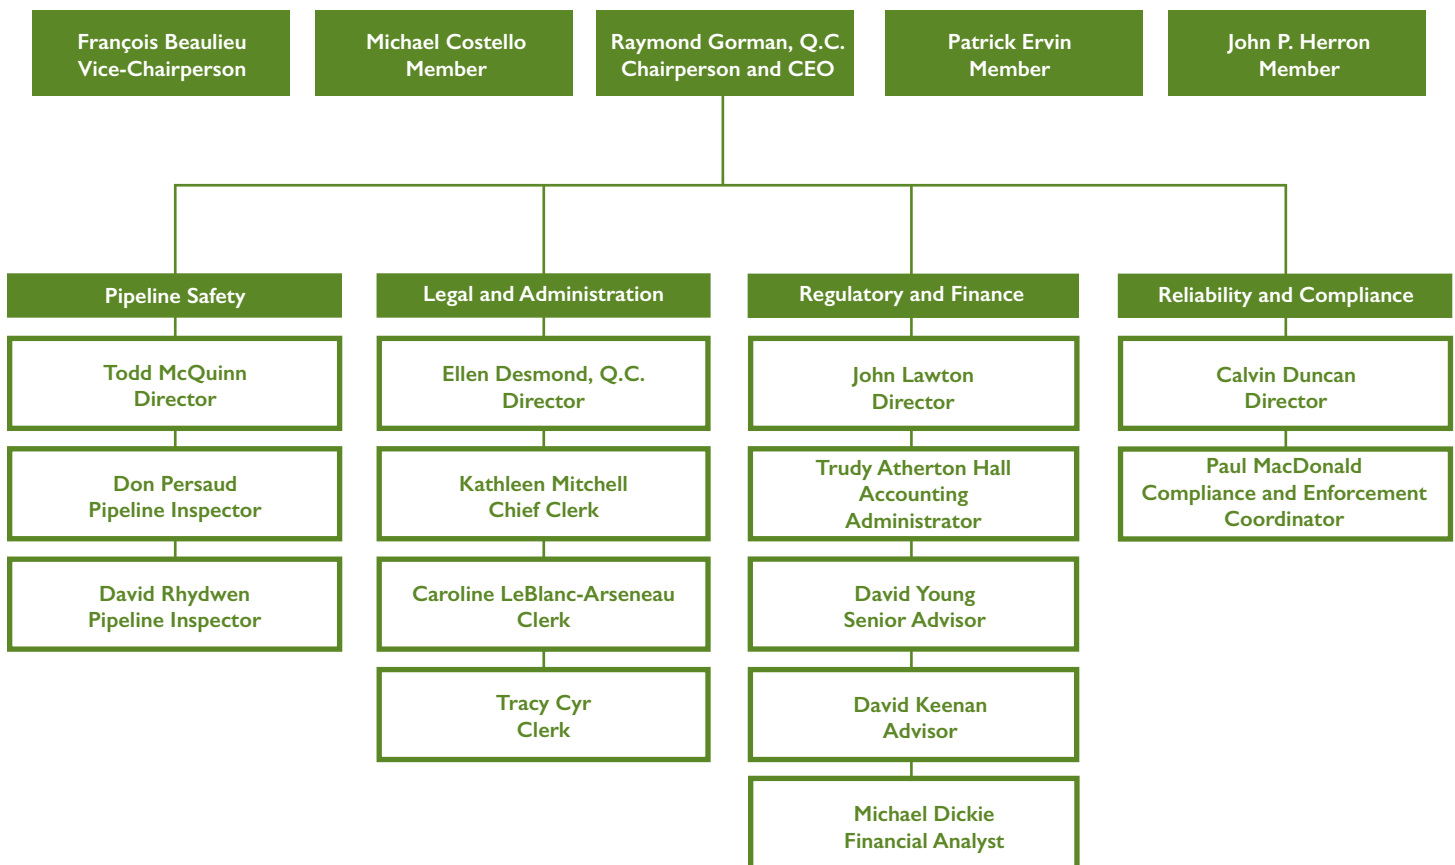 François Beaulieu
Vice-Chairperson
Michael Costello
Member
Raymond Gorman, Q.C.
Chairperson and CEO
Patrick Ervin
Member
John P. Herron
Member
Pipeline Safety
Todd McQuinn
Director
Don Persaud
Pipeline Inspector
David Rhydwen
Pipeline Inspector
Legal and Administration
Ellen Desmond, Q.C.
Director
Kathleen Mitchell
Chief Clerk
Caroline LeBlanc-Arseneau
Clerk
Tracy Cyr
Clerk
Regulatory and Finance
John Lawton
Director
Trudy Atherton Hall
Accounting
Administrator
David Young
Senior Advisor
David Keenan
Advisor
Michael Dickie
Financial Analyst
Reliability and Compliance
Calvin Duncan
Director
Paul MacDonald
Compliance and Enforcement
Coordinator